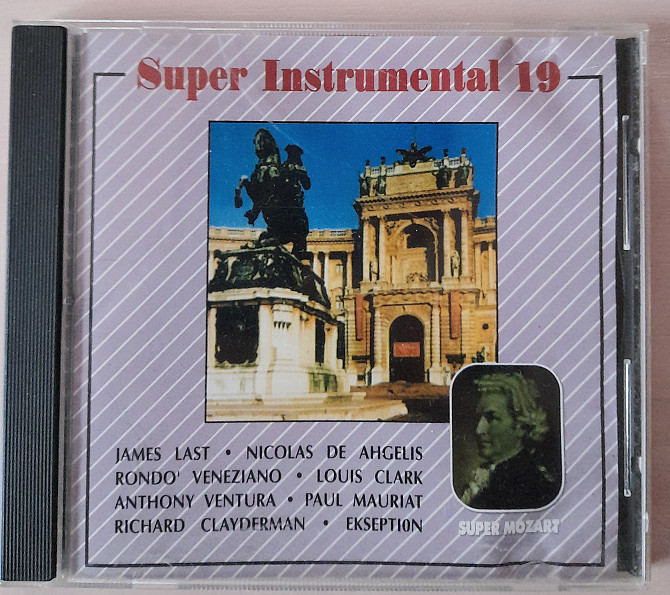 Super Instrumental 19
JAMES LAST • NICOLAS DE AHGELIS
RONDO' VENEZIANO • LOUIS CLARK
ANTHONY VENTURA • PAUL MAURIAT
RICHARD CLAYDERMAN • EKSEPTION
SUPER MOZART